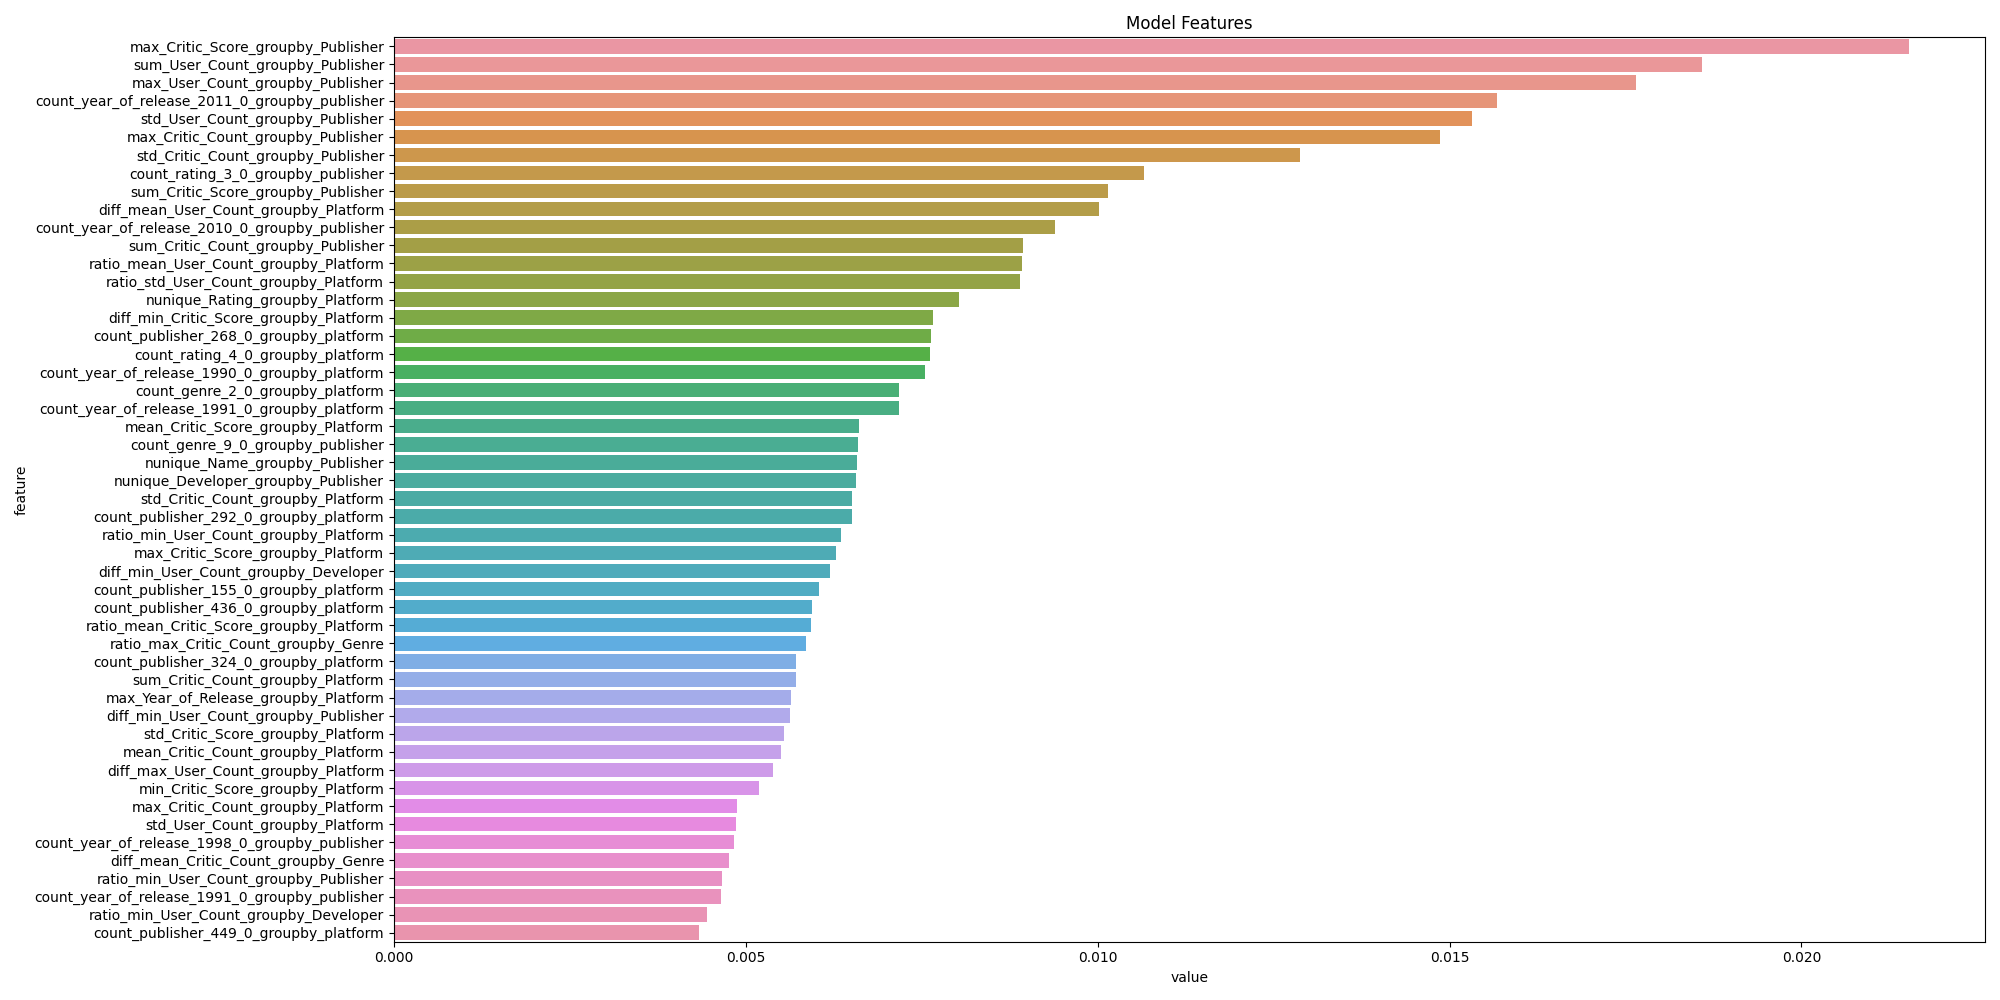 Model Features
max_Critic_Score_groupby_Publisher
sum_User_Count_groupby_Publisher
max_User_Count_groupby_Publisher
count_year_of_release_2011_0_groupby_publisher
std_User_Count_groupby_Publisher
max_Critic_Count_groupby_Publisher
std_Critic_Count_groupby_Publisher
count_rating_3_0_groupby_publisher
sum_Critic_Score_groupby_Publisher
diff_mean_User_Count_groupby_Platform
count_year_of_release_2010_0_groupby_publisher
sum_Critic_Count_groupby_Publisher
ratio_mean_User_Count_groupby_Platform
ratio_std_User_Count_groupby_Platform
nunique_Rating_groupby_Platform
diff_min_Critic_Score_groupby_Platform
count_publisher_268_0_groupby_platform
count_rating_4_0_groupby_platform
count_year_of_release_1990_0_groupby_platform
count_genre_2_0_groupby_platform
count_year_of_release_1991_0_groupby_platform
mean_Critic_Score_groupby_Platform
count_genre_9_0_groupby_publisher
nunique_Name_groupby_Publisher
nunique_Developer_groupby_Publisher
std_Critic_Count_groupby_Platform
count_publisher_292_0_groupby_platform
ratio_min_User_Count_groupby_Platform
max_Critic_Score_groupby_Platform
diff_min_User_Count_groupby_Developer
count_publisher_155_0_groupby_platform
count_publisher_436_0_groupby_platform
ratio_mean_Critic_Score_groupby_Platform
ratio_max_Critic_Count_groupby_Genre
count_publisher_324_0_groupby_platform
sum_Critic_Count_groupby_Platform
max_Year_of_Release_groupby_Platform
diff_min_User_Count_groupby_Publisher
std_Critic_Score_groupby_Platform
mean_Critic_Count_groupby_Platform
diff_max_User_Count_groupby_Platform
min_Critic_Score_groupby_Platform
max_Critic_Count_groupby_Platform
std_User_Count_groupby_Platform
count_year_of_release_1998_0_groupby_publisher
diff_mean_Critic_Count_groupby_Genre
ratio_min_User_Count_groupby_Publisher
count_year_of_release_1991_0_groupby_publisher
ratio_min_User_Count_groupby_Developer
count_publisher_449_0_groupby_platform
feature
0.000 0.005 0.010 0.015 0.020
value